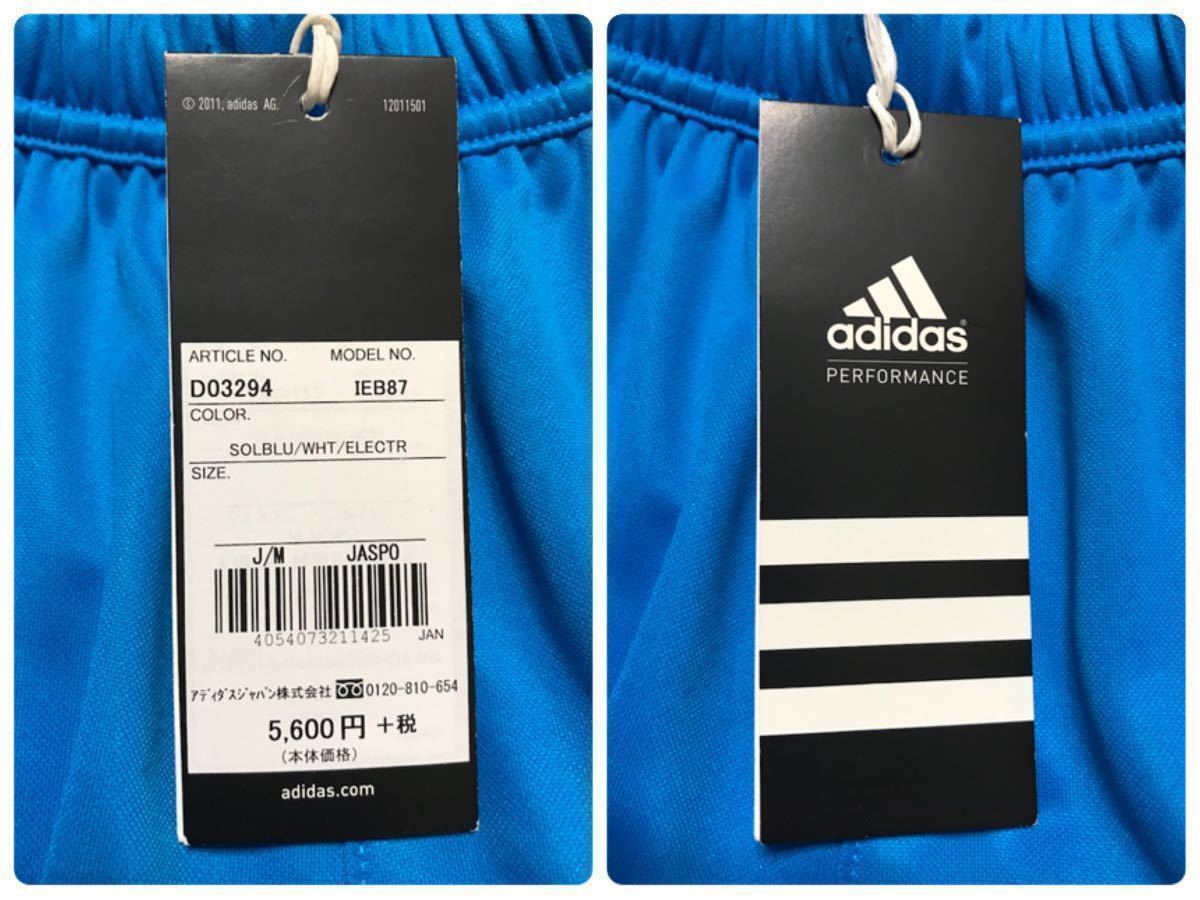 © 2011, adidas AG. 12011501
ARTICLE NO. MODEL NO.
D03294 IEB87
COLOR.
SOLBLU/WHT/ELECTR
SIZE.
J/M JASPO
4054073211425 JAN
アディダスジャパン株式会社 0120-810-654
5,600円 +税
(本体価格)
adidas.com
adidas®
PERFORMANCE